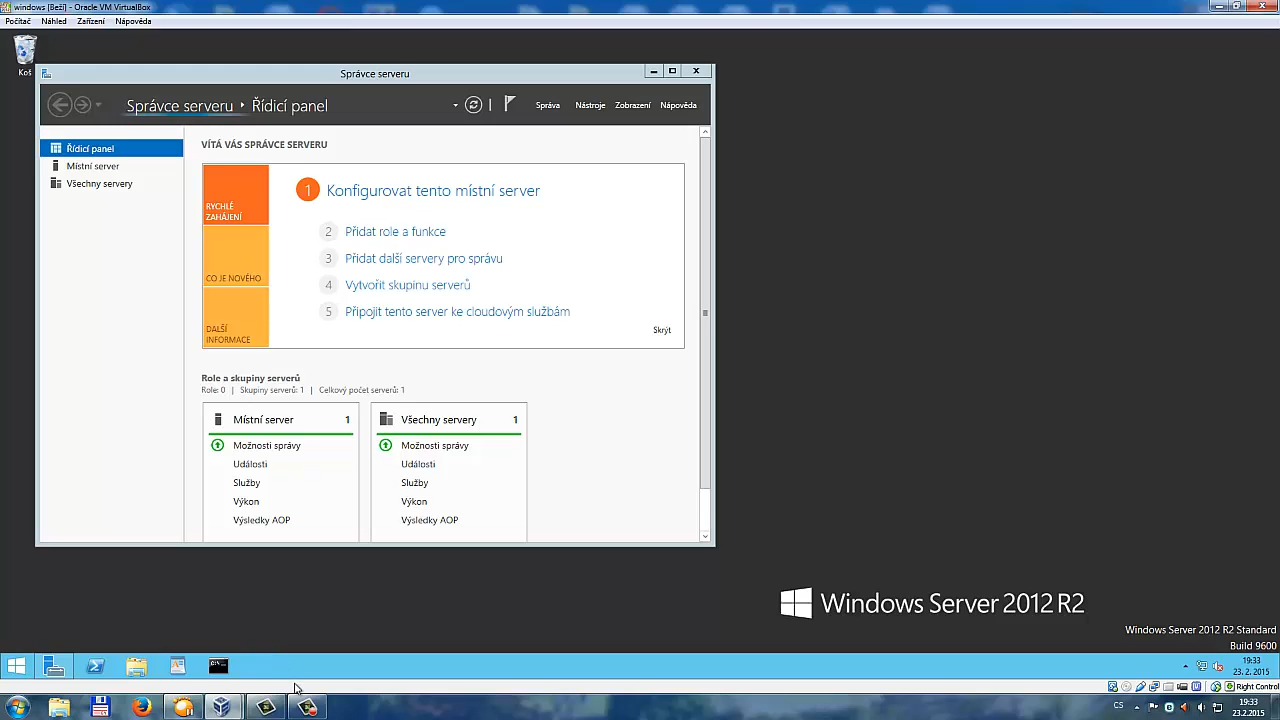 windows [Beží] - Oracle VM VirtualBox
Počítač Náhled Zařízení Nápověda
Koš
Správce serveru
Správce serveru ‣ Řídicí panel
Správa Nástroje Zobrazení Nápověda
Řídicí panel
Místní server
Všechny servery
VÍTÁ VÁS SPRÁVCE SERVERU
RYCHLÉ ZAHÁJENÍ
CO JE NOVÉHO
DALŠÍ INFORMACE
1 Konfigurovat tento místní server
2 Přidat role a funkce
3 Přidat další servery pro správu
4 Vytvořit skupinu serverů
5 Připojit tento server ke cloudovým službám
Skrýt
Role a skupiny serverů
Role: 0 | Skupiny serverů: 1 | Celkový počet serverů: 1
Místní server 1
Možnosti správy
Události
Služby
Výkon
Výsledky AOP
Všechny servery 1
Možnosti správy
Události
Služby
Výkon
Výsledky AOP
Windows Server 2012 R2
Windows Server 2012 R2 Standard
Build 9600
19:33
23. 2. 2015
Right Control
CS
19:33
23.2.2015